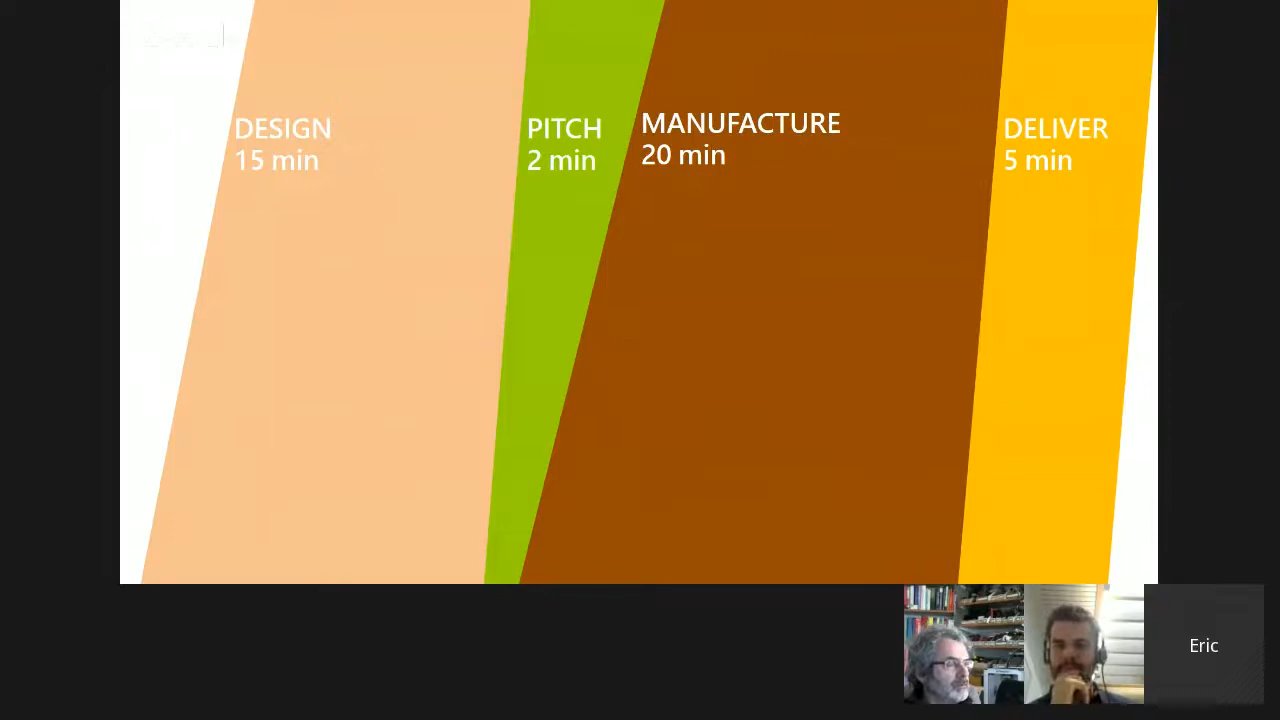 DESIGN
15 min
PITCH
2 min
MANUFACTURE
20 min
DELIVER
5 min
Eric